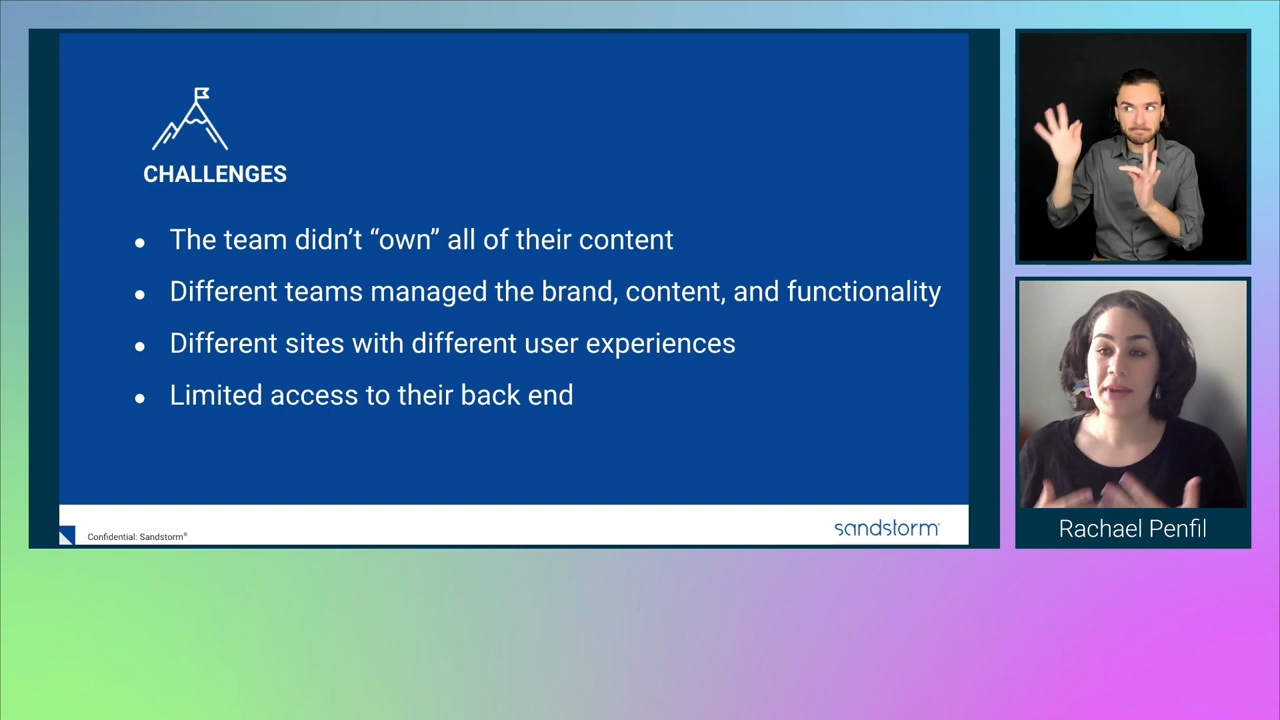 CHALLENGES
● The team didn’t “own” all of their content
● Different teams managed the brand, content, and functionality
● Different sites with different user experiences
● Limited access to their back end
Confidential: Sandstorm®
sandstorm®
Rachael Penfil